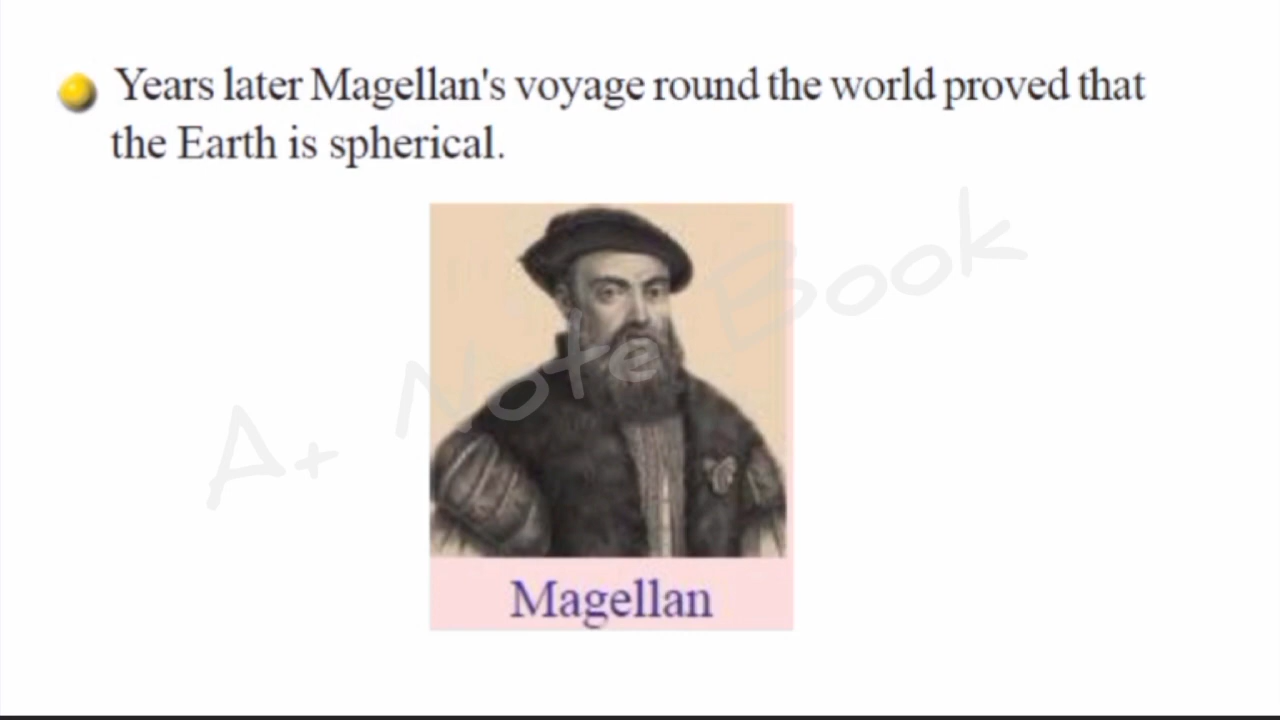 Years later Magellan's voyage round the world proved that
the Earth is spherical.
A+ Note Book
Magellan